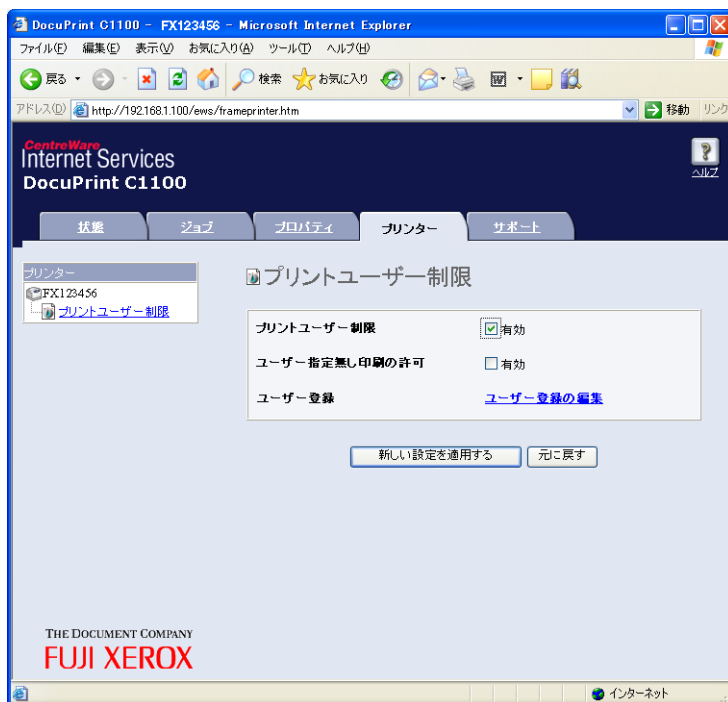 DocuPrint C1100 - FX123456 - Microsoft Internet Explorer
ファイル(F) 編集(E) 表示(V) お気に入り(A) ツール(T) ヘルプ(H)
戻る 検索 お気に入り
アドレス(D) http://192.168.1.100/ews/frameprinter.htm 移動 リンク
CentreWare
Internet Services
DocuPrint C1100
ヘルプ
状態 ジョブ プロパティ プリンター サポート
プリンター
FX123456
プリントユーザー制限
プリントユーザー制限
プリントユーザー制限 有効
ユーザー指定無し印刷の許可 有効
ユーザー登録 ユーザー登録の編集
新しい設定を適用する 元に戻す
THE DOCUMENT COMPANY
FUJI XEROX
インターネット